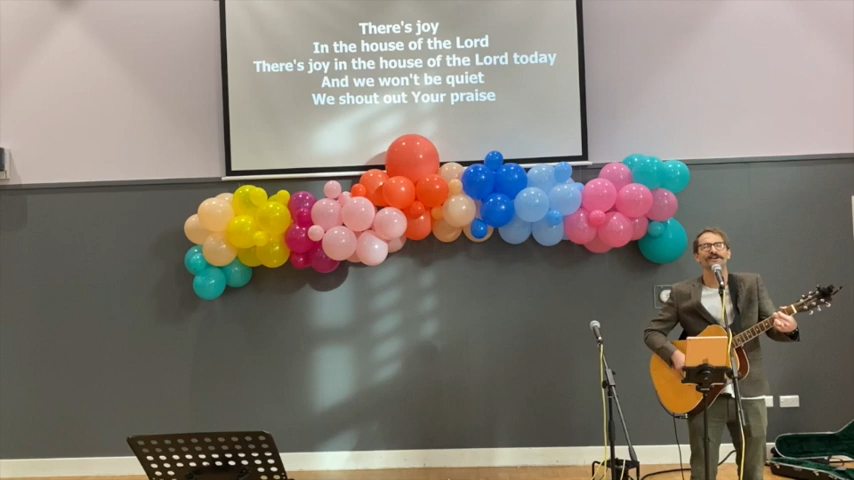 There's joy
In the house of the Lord
There's joy in the house of the Lord today
And we won't be quiet
We shout out Your praise